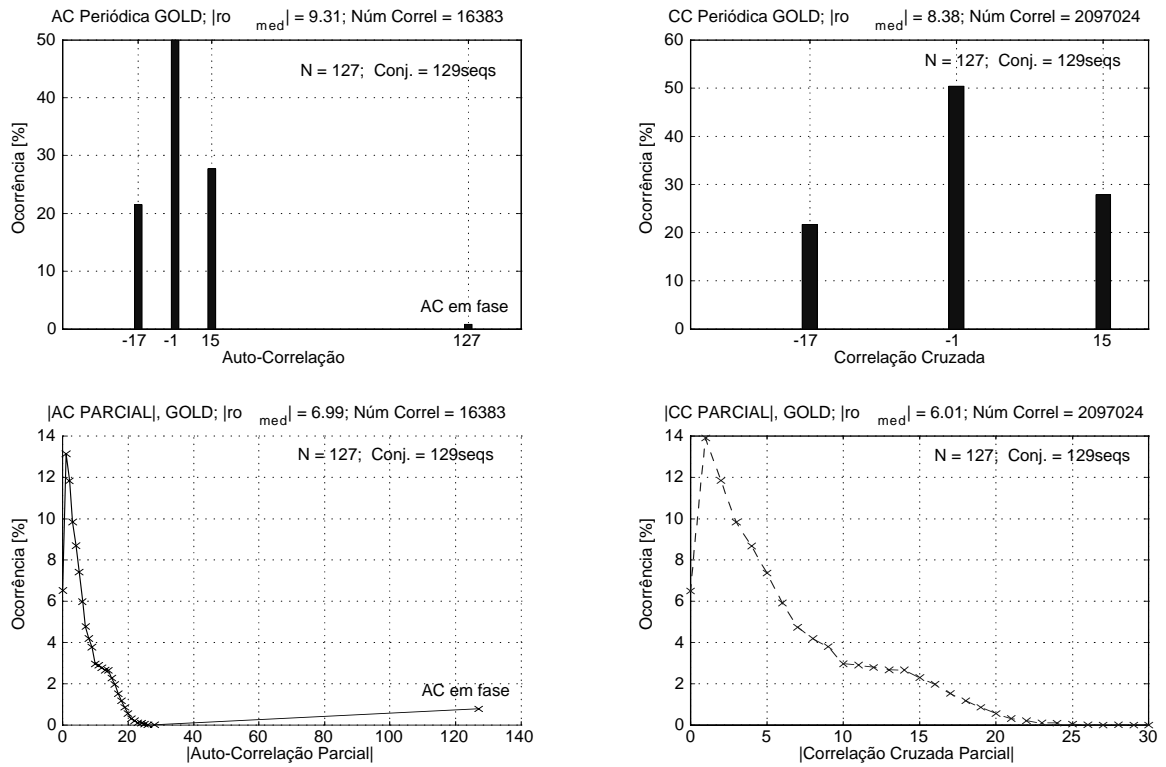 AC Periódica GOLD; |ro med| = 9.31; Núm Correl = 16383
50
40
30
20
10
0
Ocorrência [%]
N = 127; Conj. = 129seqs
AC em fase
-17 -1 15 127
Auto-Correlação
CC Periódica GOLD; |ro med| = 8.38; Núm Correl = 2097024
60
50
40
30
20
10
0
Ocorrência [%]
N = 127; Conj. = 129seqs
-17 -1 15
Correlação Cruzada
|AC PARCIAL|, GOLD; |ro med| = 6.99; Núm Correl = 16383
14
12
10
8
6
4
2
0
Ocorrência [%]
N = 127; Conj. = 129seqs
AC em fase
0 20 40 60 80 100 120 140
|Auto-Correlação Parcial|
|CC PARCIAL|, GOLD; |ro med| = 6.01; Núm Correl = 2097024
14
12
10
8
6
4
2
0
Ocorrência [%]
N = 127; Conj. = 129seqs
0 5 10 15 20 25 30
|Correlação Cruzada Parcial|